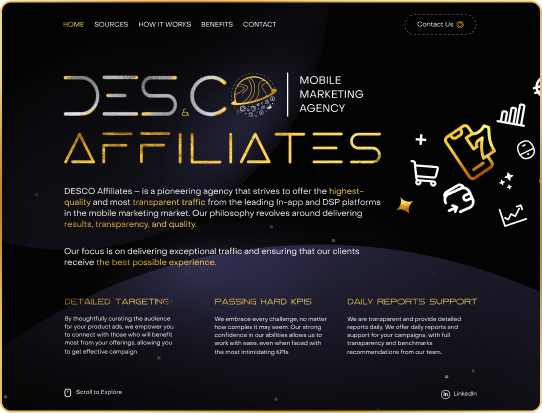 HOME SOURCES HOW IT WORKS BENEFITS CONTACT Contact Us
DESCO
&
MOBILE
MARKETING
AGENCY
AFFILIATES
7
DESCO Affiliates – is a pioneering agency that strives to offer the highest-
quality and most transparent traffic from the leading In-app and DSP platforms
in the mobile marketing market. Our philosophy revolves around delivering
results, transparency, and quality.
Our focus is on delivering exceptional traffic and ensuring that our clients
receive the best possible experience.
DETAILED TARGETING
By thoughtfully curating the audience
for your product ads, we empower you
to connect with those who will benefit
most from your offerings, allowing you
to get effective campaign.
PASSING HARD KPIS
We embrace every challenge, no matter
how complex it may seem. Our strong
confidence in our abilities allows us to
work with ease, even when faced with
the most intimidating KPIs.
DAILY REPORTS SUPPORT
We are transparent and provide detailed
reports daily. We offer daily reports and
support for your campaigns, with full
transparency and benchmarks
recommendations from our team.
Scroll to Explore
in LinkedIn